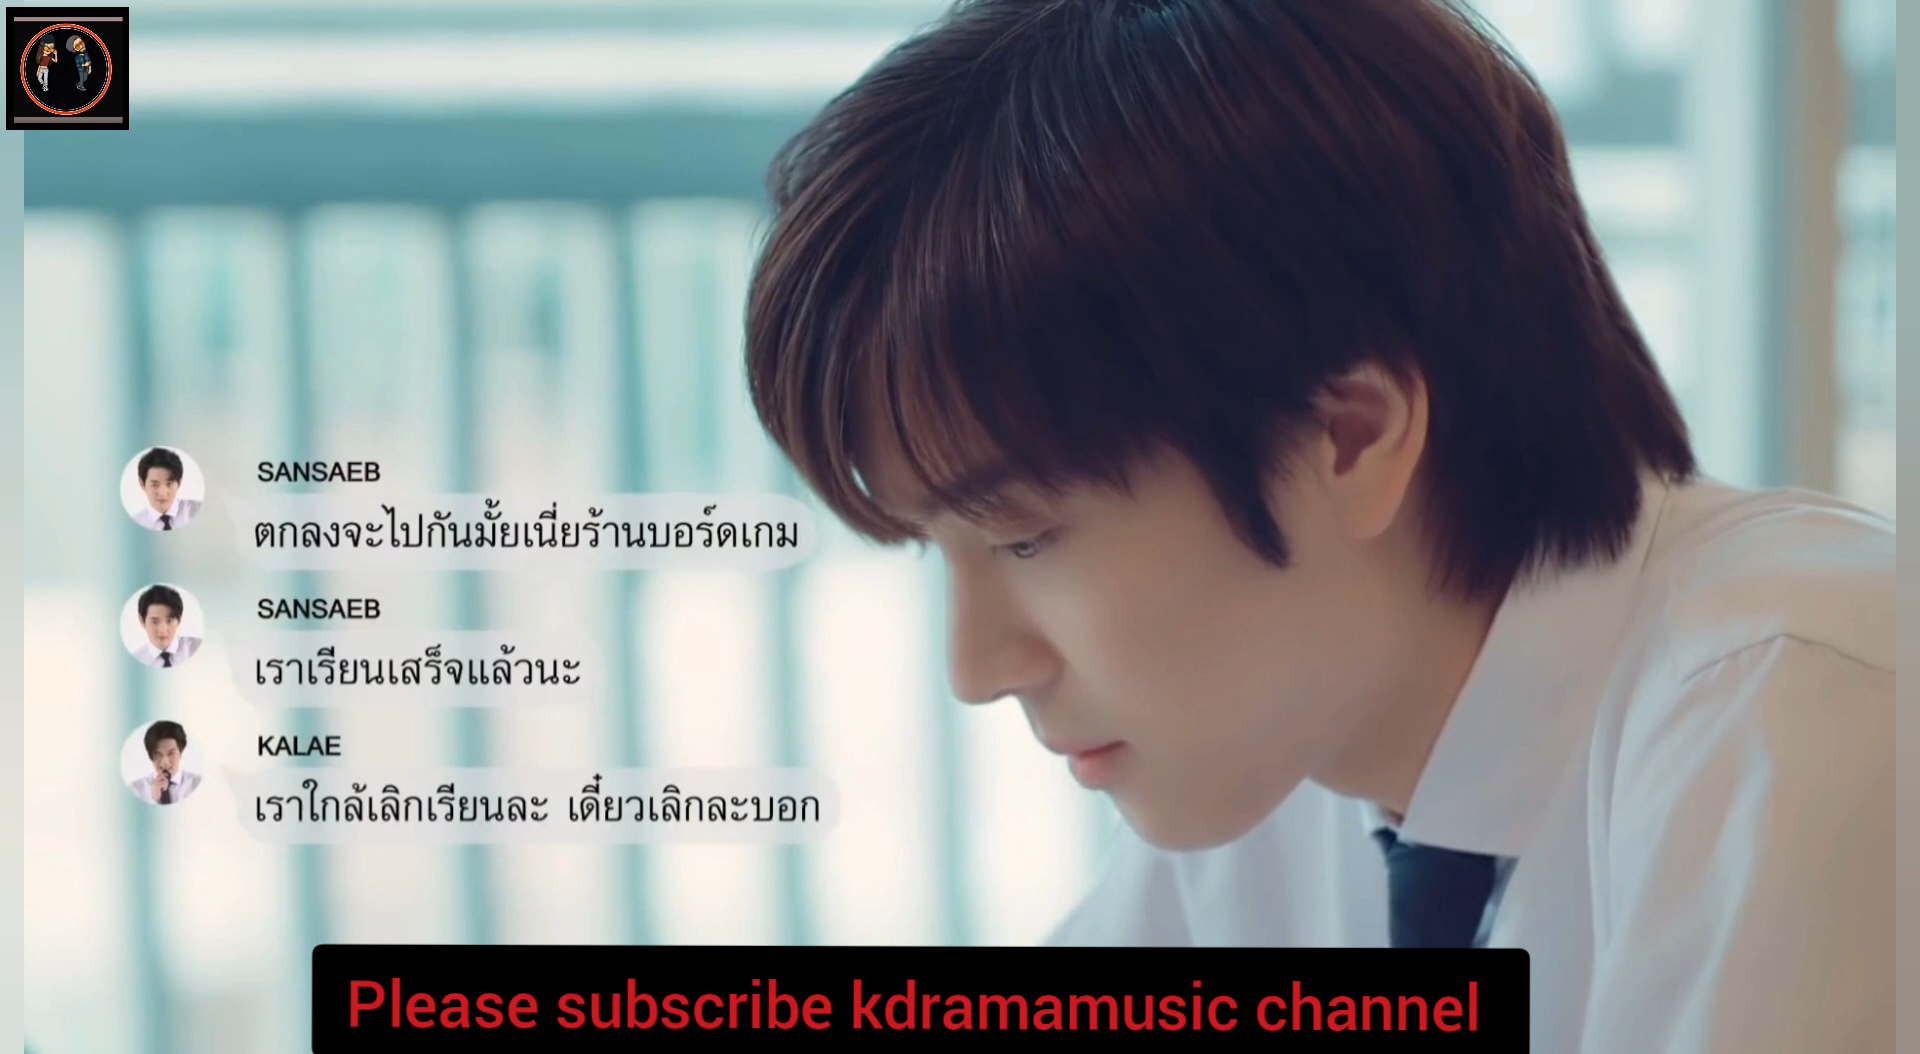 SANSAEB
ตกลงจะไปกันมั้ยเนี่ยร้านบอร์ดเกม
SANSAEB
เราเรียนเสร็จแล้วนะ
KALAE
เราใกล้เลิกเรียนละ เดี๋ยวเลิกละบอก
Please subscribe kdramamusic channel